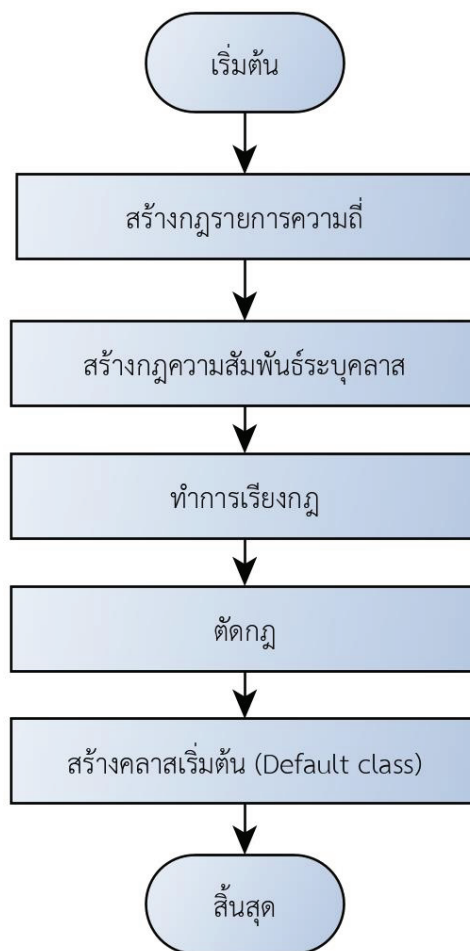 เริ่มต้น
สร้างกฎรายการความถี่
สร้างกฎความสัมพันธ์ระบุคลาส
ทำการเรียงกฎ
ตัดกฎ
สร้างคลาสเริ่มต้น (Default class)
สิ้นสุด